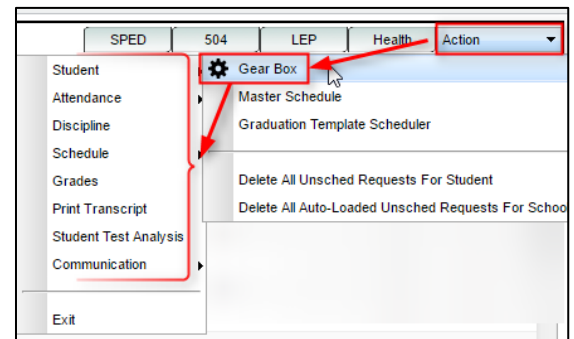 SPED 504 LEP Health Action
Student
Attendance
Discipline
Schedule
Grades
Print Transcript
Student Test Analysis
Communication
Exit
Gear Box
Master Schedule
Graduation Template Scheduler
Delete All Unsched Requests For Student
Delete All Auto-Loaded Unsched Requests For Schoo